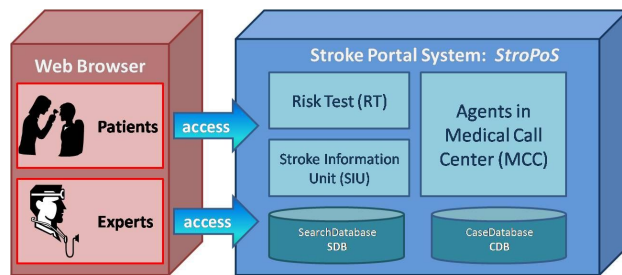 Web Browser
Patients
Experts
access
access
Stroke Portal System: StroPoS
Risk Test (RT)
Stroke Information
Unit (SIU)
Agents in
Medical Call
Center (MCC)
SearchDatabase
SDB
CaseDatabase
CDB